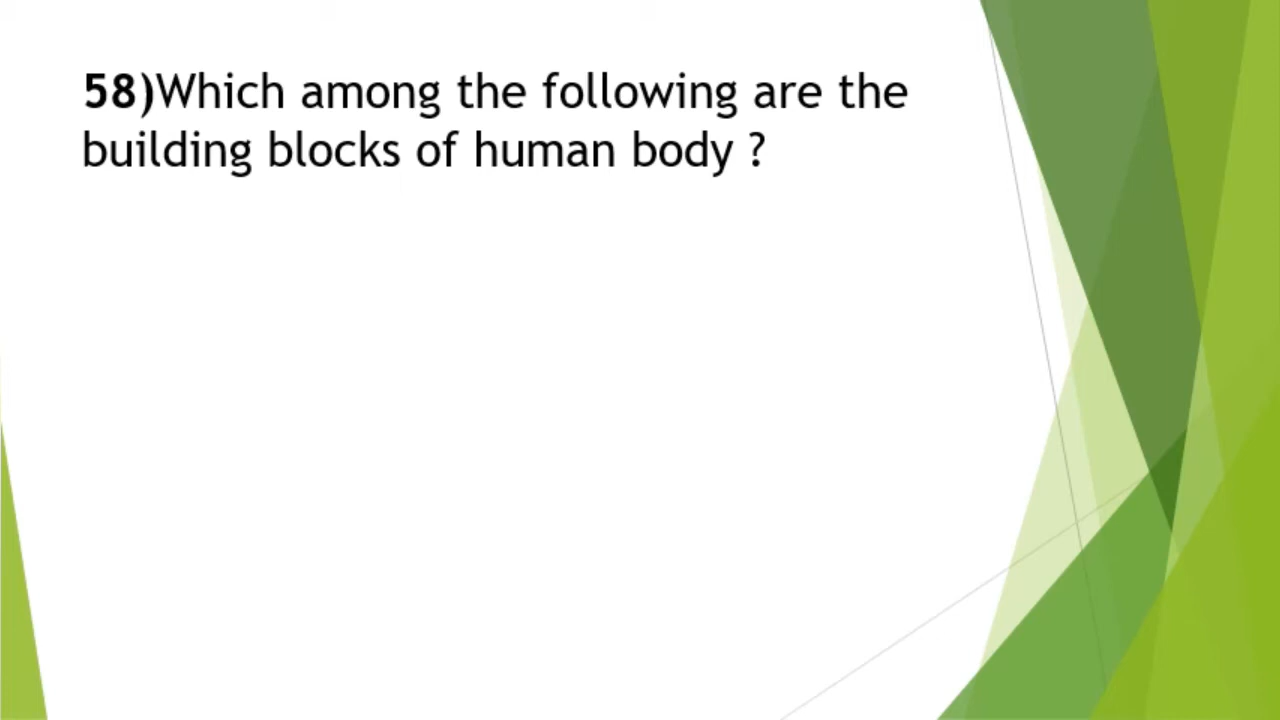 58)Which among the following are the
building blocks of human body ?